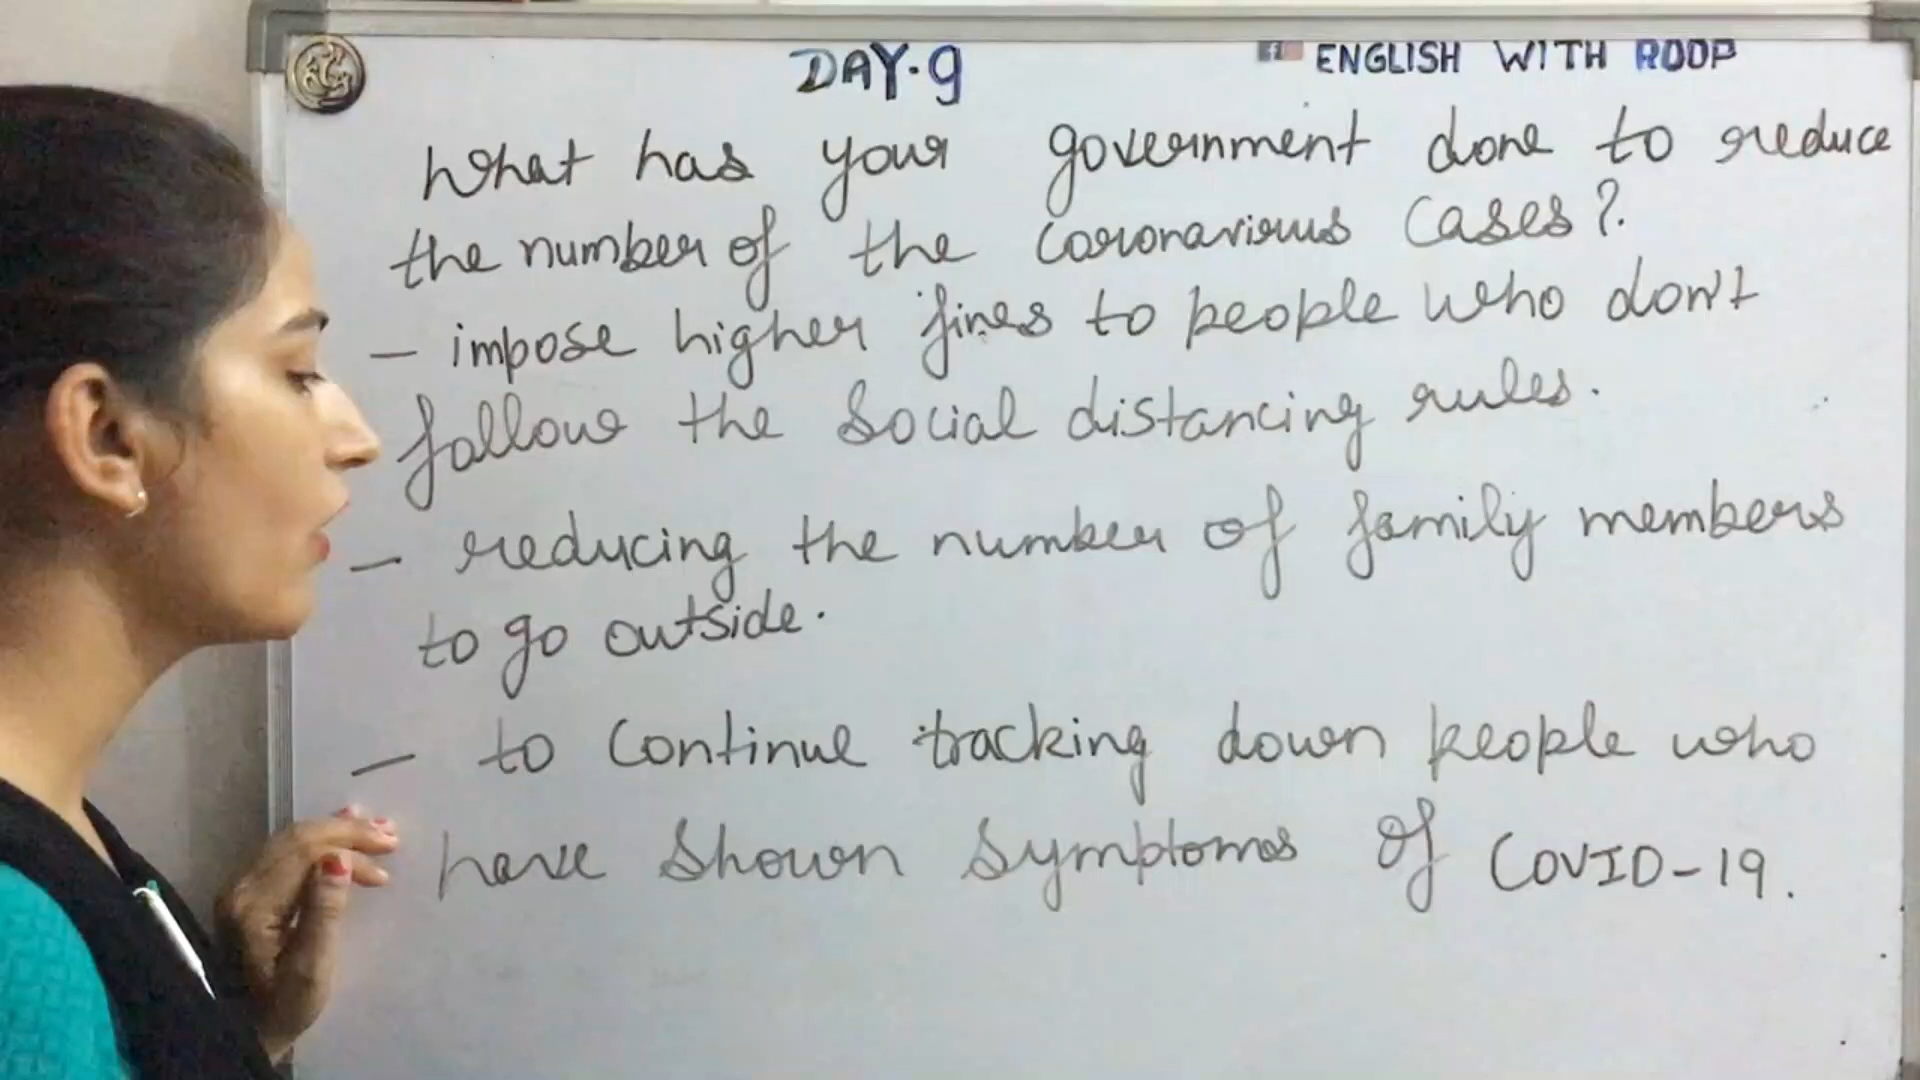 DAY.9
ENGLISH WITH ROOP
What has your government done to reduce
the number of the coronavirus cases?
- impose higher fines to people who don't
follow the social distancing rules.
- reducing the number of family members
to go outside.
- to continue tracking down people who
have shown symptoms of COVID-19.